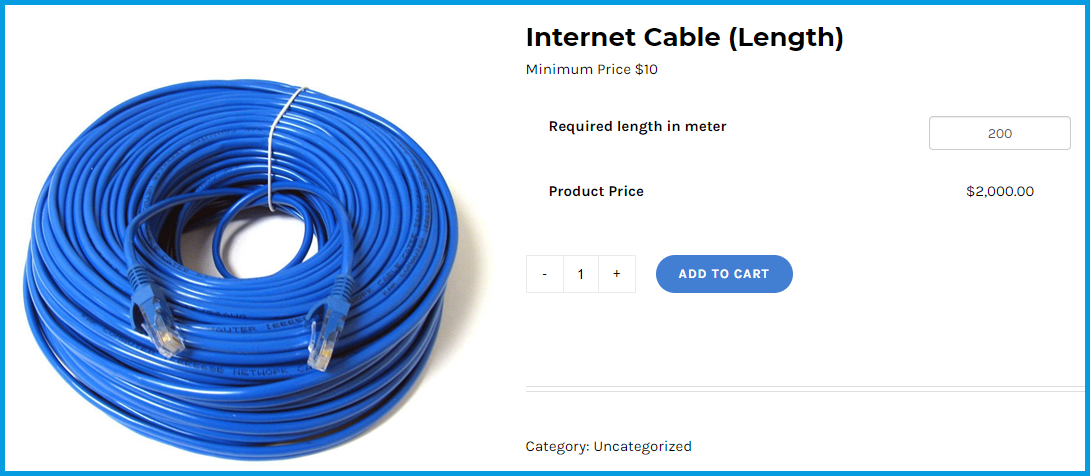 Internet Cable (Length)
Minimum Price $10
Required length in meter
200
Product Price
$2,000.00
- 1 + ADD TO CART
Category: Uncategorized